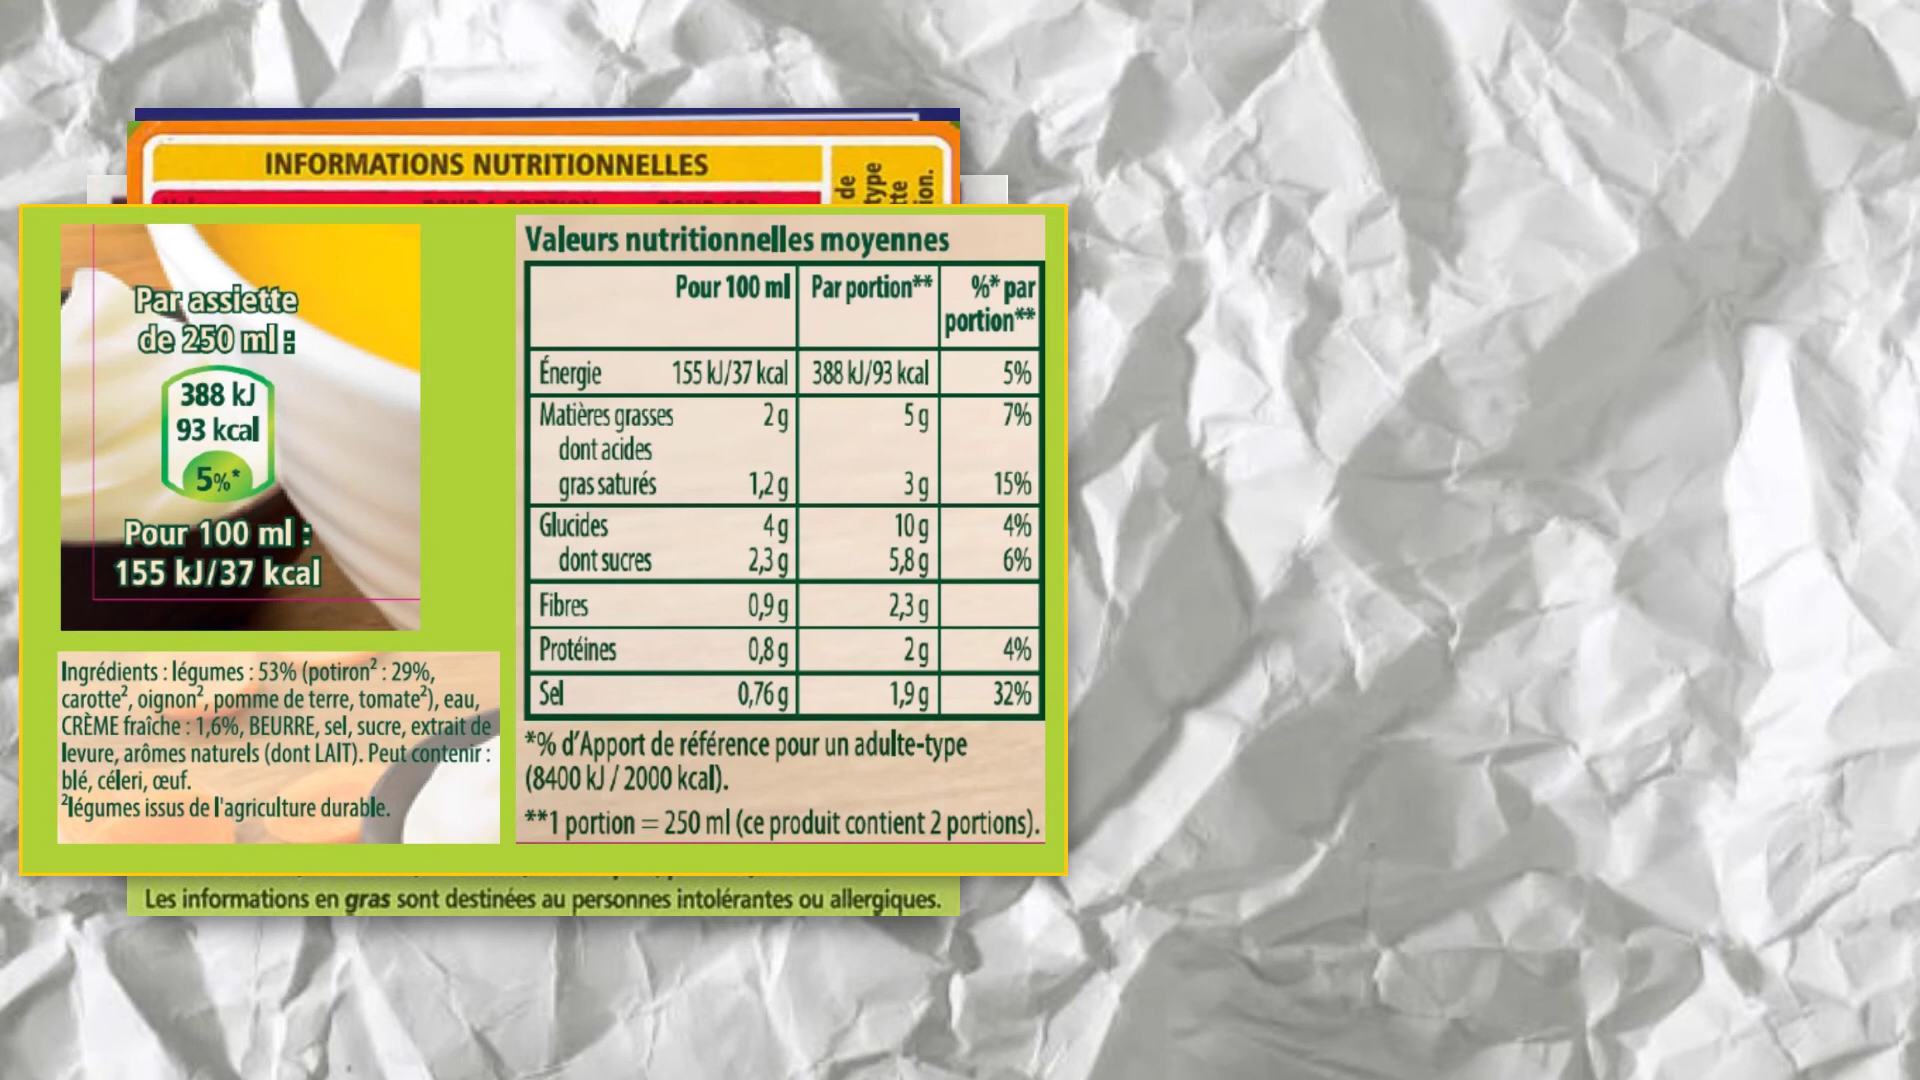 INFORMATIONS NUTRITIONNELLES
de
type
ion.
Par assiette
de 250 ml :
388 kJ
93 kcal
5%*
Pour 100 ml :
155 kJ/37 kcal
Ingrédients : légumes : 53% (potiron² : 29%,
carotte², oignon², pomme de terre, tomate²), eau,
CRÈME fraîche : 1,6%, BEURRE, sel, sucre, extrait de
levure, arômes naturels (dont LAIT). Peut contenir :
blé, céleri, œuf.
²légumes issus de l'agriculture durable.
Valeurs nutritionnelles moyennes
Pour 100 ml Par portion** %* par
portion**
Énergie 155 kJ/37 kcal 388 kJ/93 kcal 5%
Matières grasses 2 g 5 g 7%
dont acides
gras saturés 1,2 g 3 g 15%
Glucides 4 g 10 g 4%
dont sucres 2,3 g 5,8 g 6%
Fibres 0,9 g 2,3 g
Protéines 0,8 g 2 g 4%
Sel 0,76 g 1,9 g 32%
*% d'Apport de référence pour un adulte-type
(8400 kJ / 2000 kcal).
**1 portion = 250 ml (ce produit contient 2 portions).
Les informations en gras sont destinées au personnes intolérantes ou allergiques.